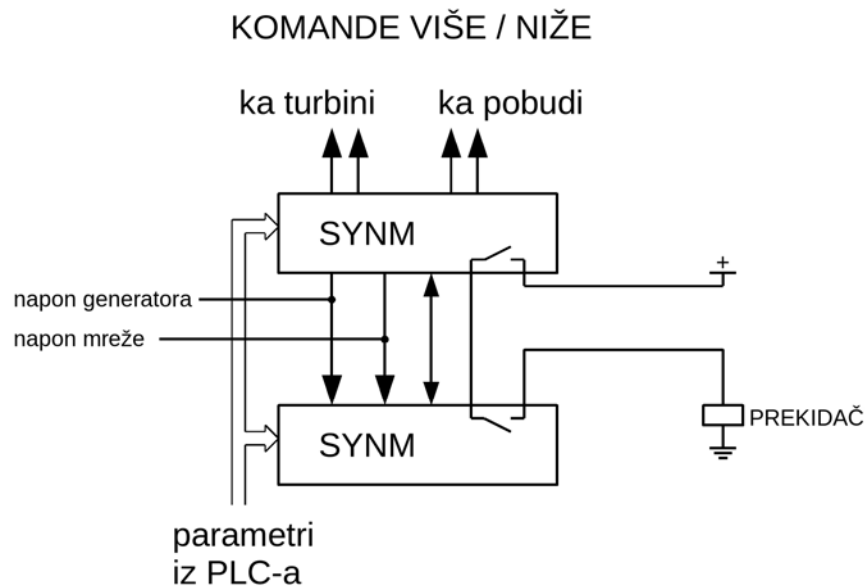 KOMANDE VIŠE / NIŽE
ka turbini
ka pobudi
SYNM
+
napon generatora
napon mreže
SYNM
PREKIDAČ
parametri
iz PLC-a